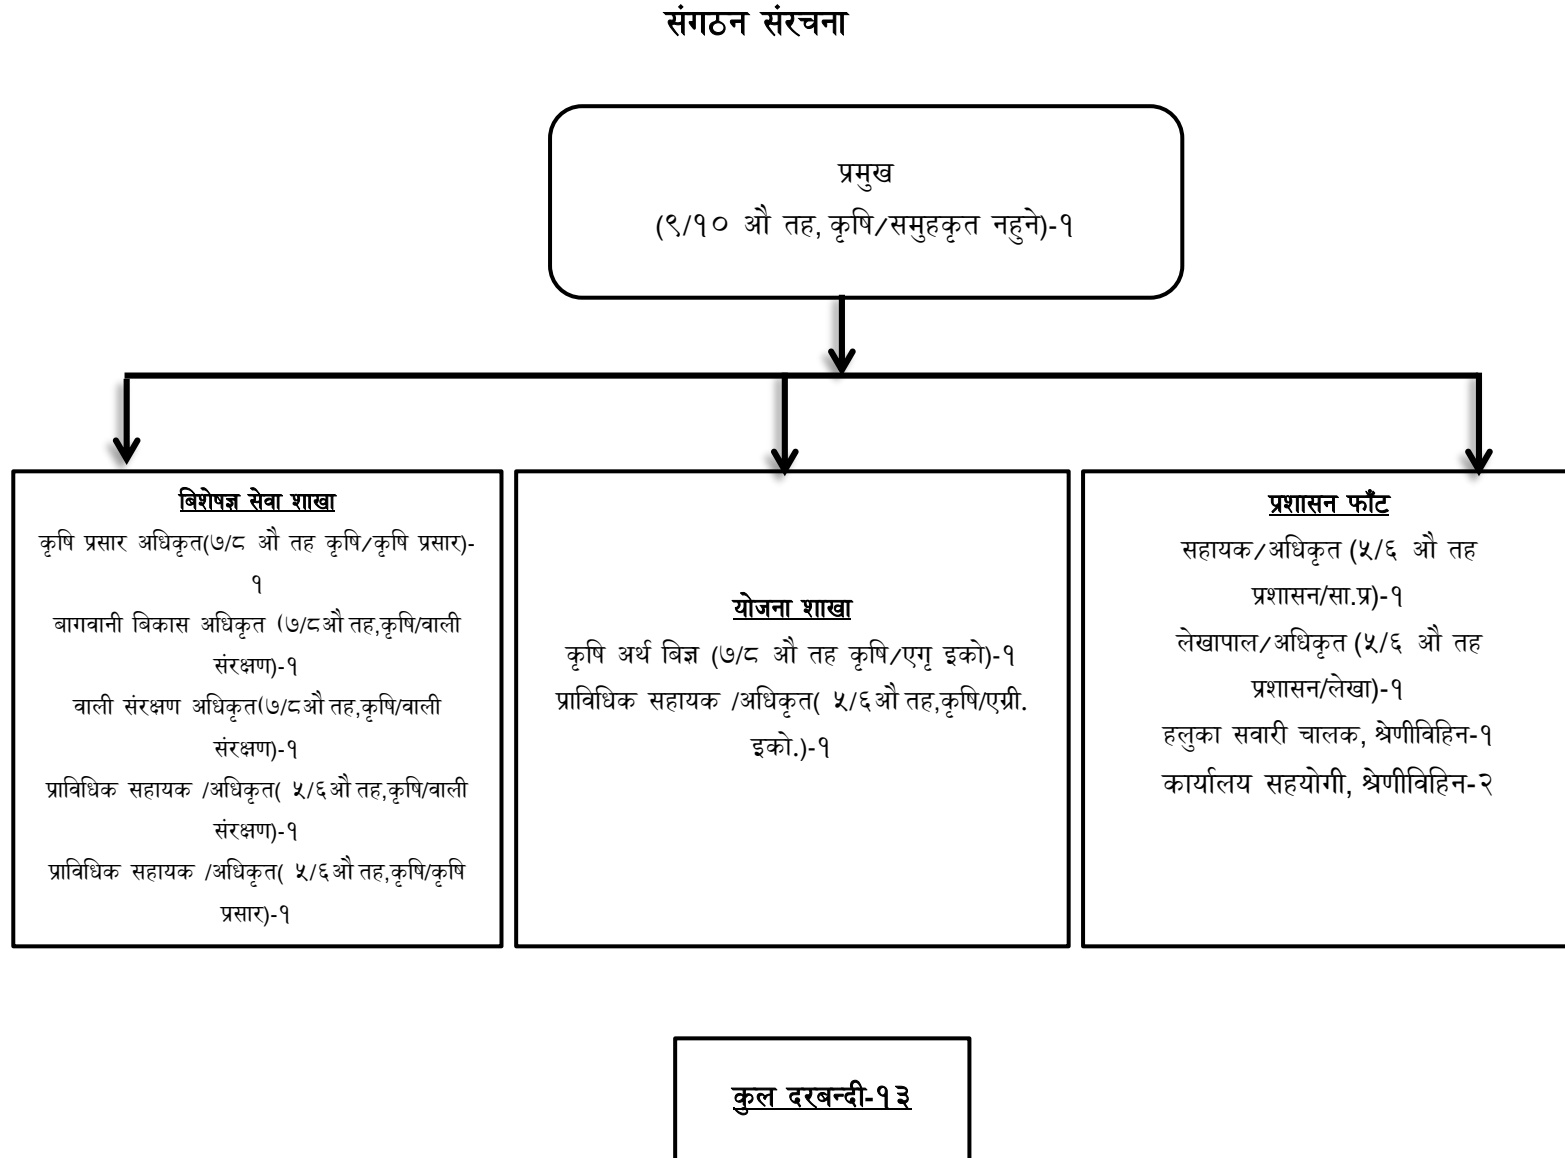 संगठन संरचना
प्रमुख
(९/१० औ तह, कृषि/समुहकृत नहुने)-१
बिशेषज्ञ सेवा शाखा
कृषि प्रसार अधिकृत(७/८ औ तह कृषि/कृषि प्रसार)-
१
बागवानी बिकास अधिकृत (७/८औ तह,कृषि/वाली
संरक्षण)-१
वाली संरक्षण अधिकृत(७/८औ तह,कृषि/वाली
संरक्षण)-१
प्राविधिक सहायक /अधिकृत( ५/६औ तह,कृषि/वाली
संरक्षण)-१
प्राविधिक सहायक /अधिकृत( ५/६औ तह,कृषि/कृषि
प्रसार)-१
योजना शाखा
कृषि अर्थ बिज्ञ (७/८ औ तह कृषि/एगृ इको)-१
प्राविधिक सहायक /अधिकृत( ५/६औ तह,कृषि/एग्री.
इको.)-१
प्रशासन फाँट
सहायक/अधिकृत (५/६ औ तह
प्रशासन/सा.प्र)-१
लेखापाल/अधिकृत (५/६ औ तह
प्रशासन/लेखा)-१
हलुका सवारी चालक, श्रेणीविहिन-१
कार्यालय सहयोगी, श्रेणीविहिन-२
कुल दरबन्दी-१३